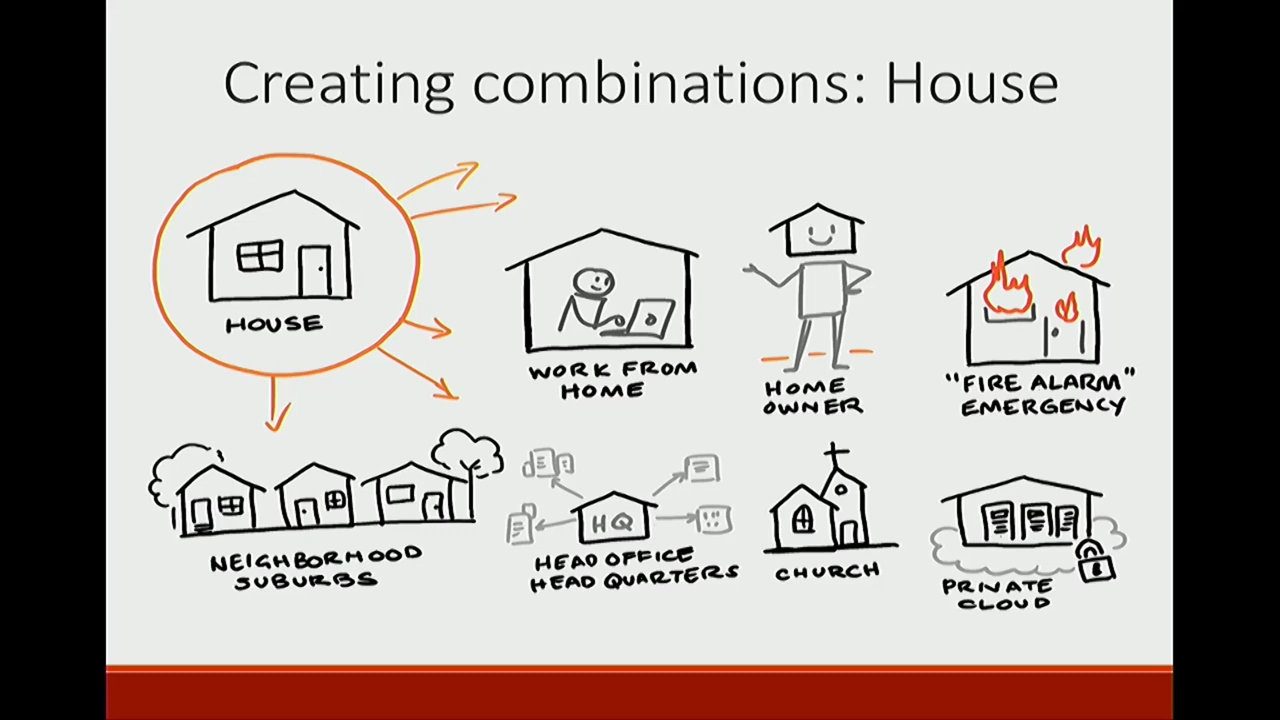 Creating combinations: House
HOUSE
WORK FROM
HOME
HOME
OWNER
"FIRE ALARM"
EMERGENCY
NEIGHBORHOOD
SUBURBS
HQ
HEAD OFFICE
HEAD QUARTERS
CHURCH
PRIVATE
CLOUD